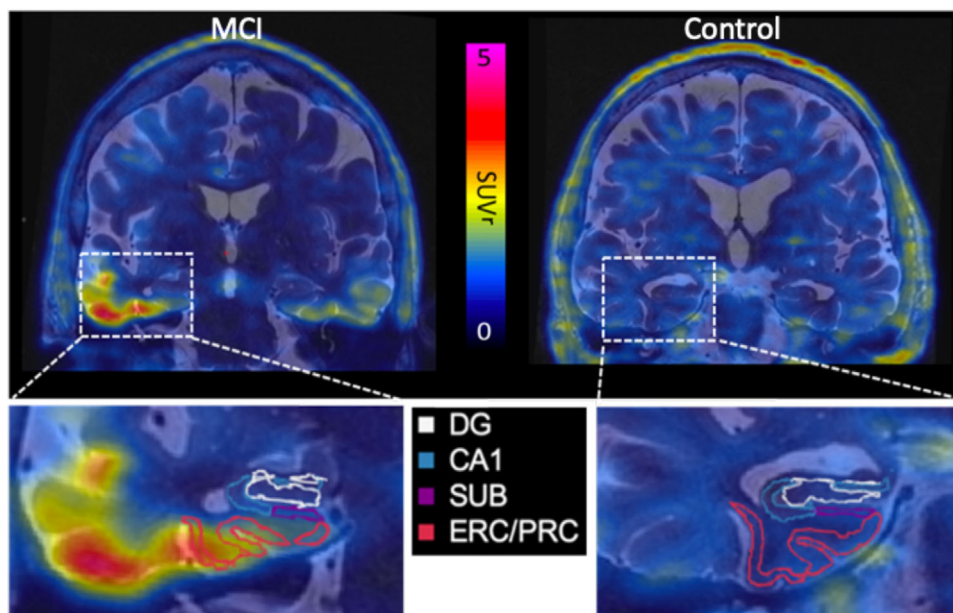 MCI
Control
5
SUVr
0
DG
CA1
SUB
ERC/PRC